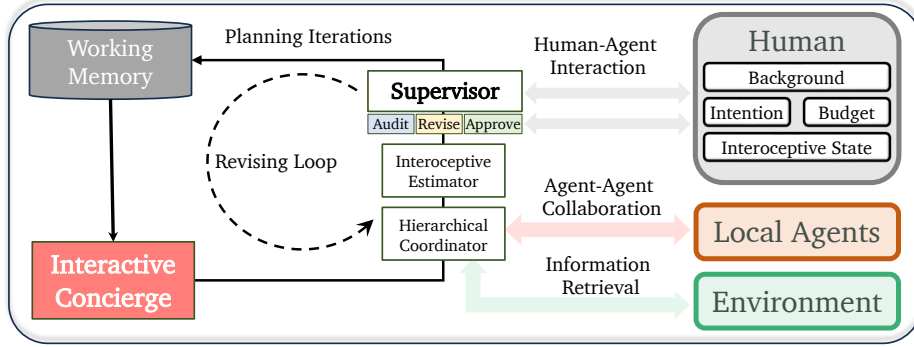 Working
Memory
Planning Iterations
Supervisor
Audit
Revise
Approve
Revising Loop
Interoceptive
Estimator
Hierarchical
Coordinator
Interactive
Concierge
Human-Agent
Interaction
Human
Background
Intention
Budget
Interoceptive State
Agent-Agent
Collaboration
Local Agents
Information
Retrieval
Environment